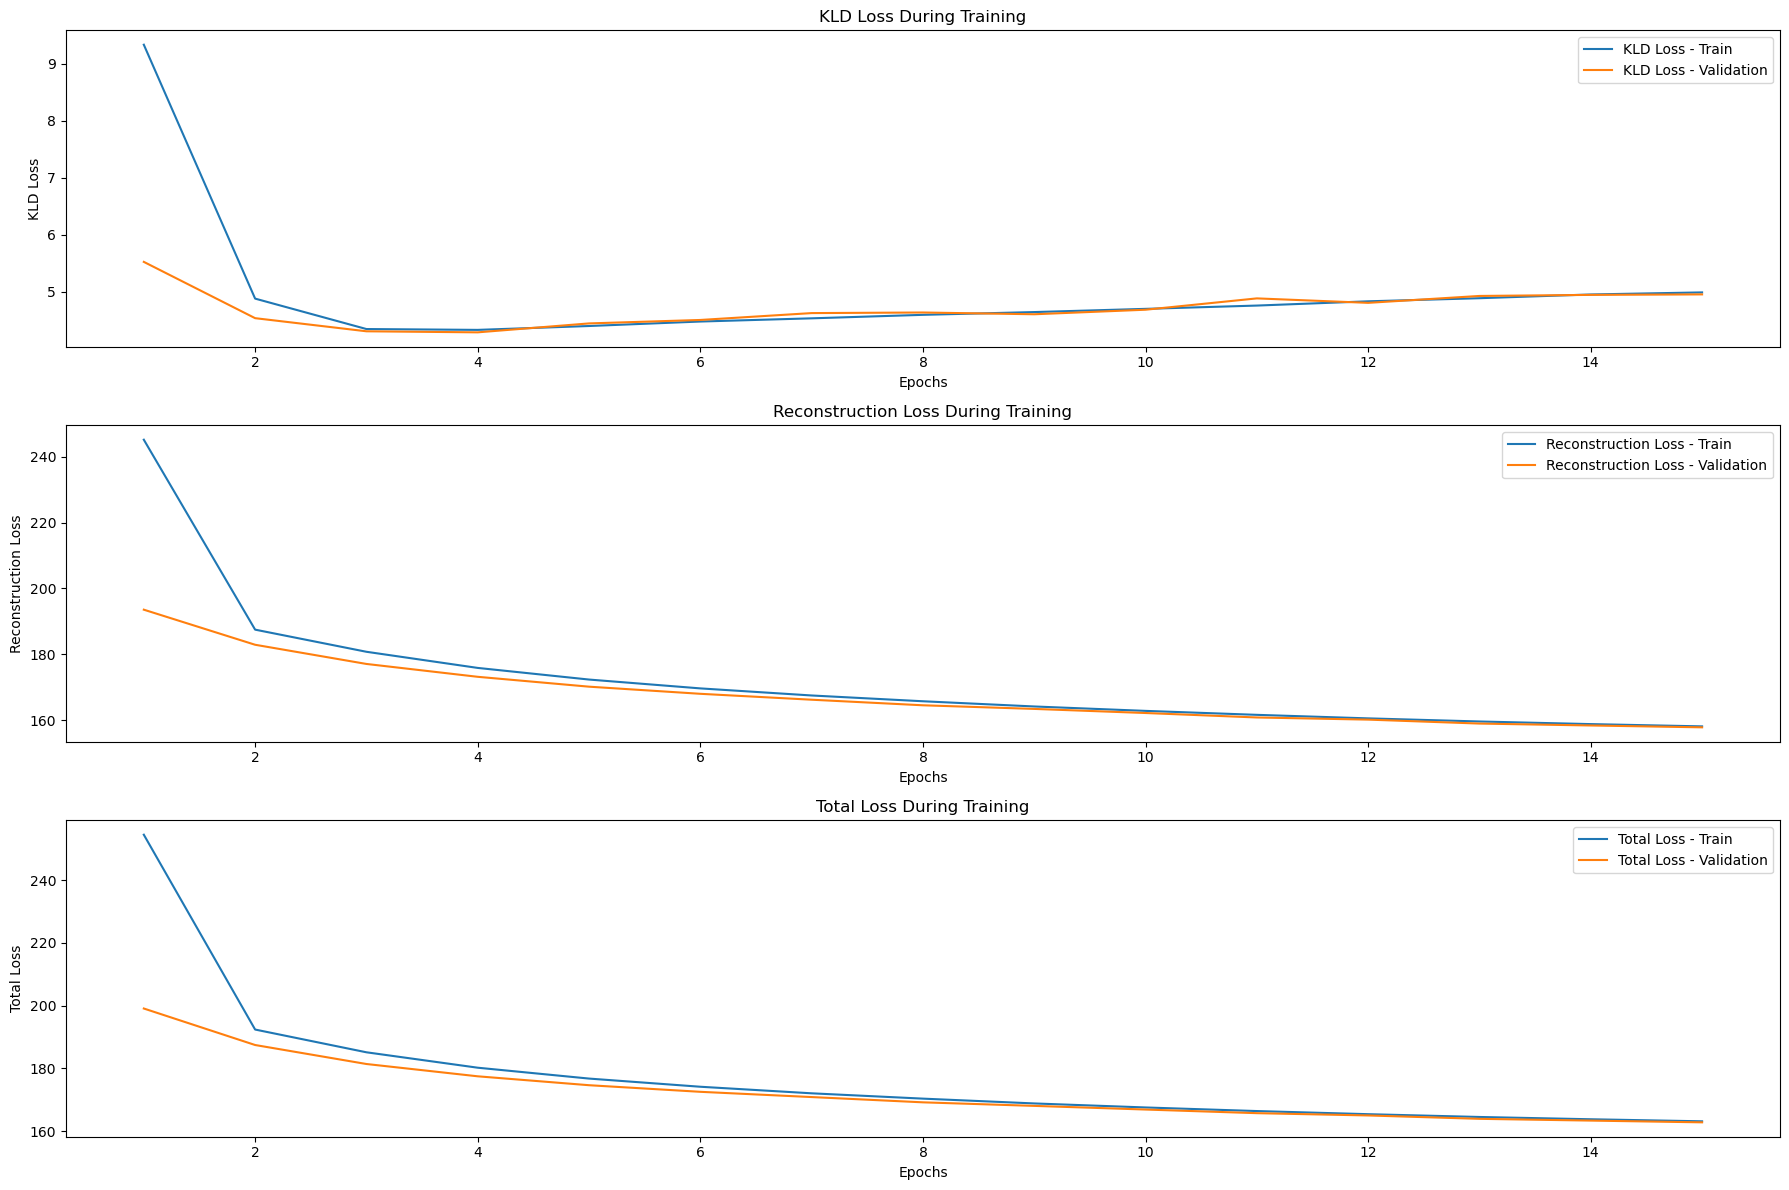 KLD Loss During Training
KLD Loss - Train
KLD Loss - Validation
KLD Loss
9
8
7
6
5
2 4 6 8 10 12 14
Epochs
Reconstruction Loss During Training
Reconstruction Loss - Train
Reconstruction Loss - Validation
Reconstruction Loss
240
220
200
180
160
2 4 6 8 10 12 14
Epochs
Total Loss During Training
Total Loss - Train
Total Loss - Validation
Total Loss
240
220
200
180
160
2 4 6 8 10 12 14
Epochs